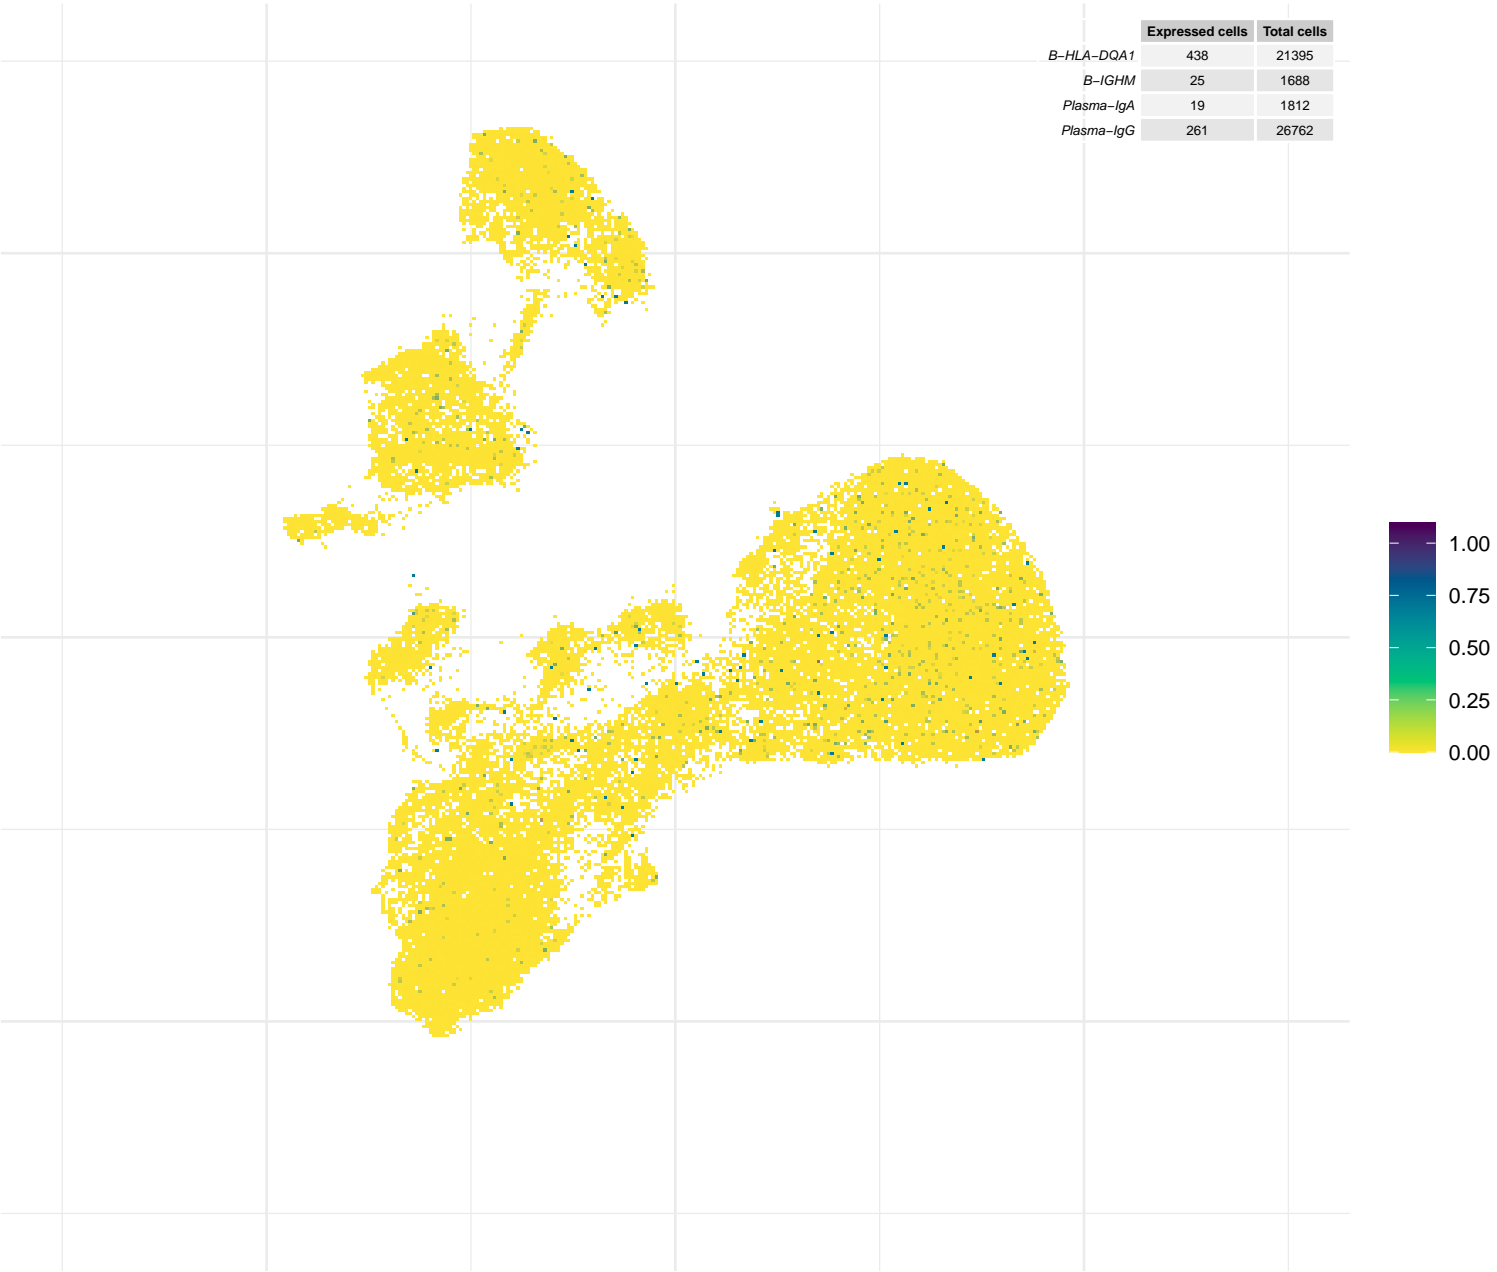 Expressed cells Total cells
B−HLA−DQA1 438 21395
B−IGHM 25 1688
Plasma−IgA 19 1812
Plasma−IgG 261 26762
1.00
0.75
0.50
0.25
0.00